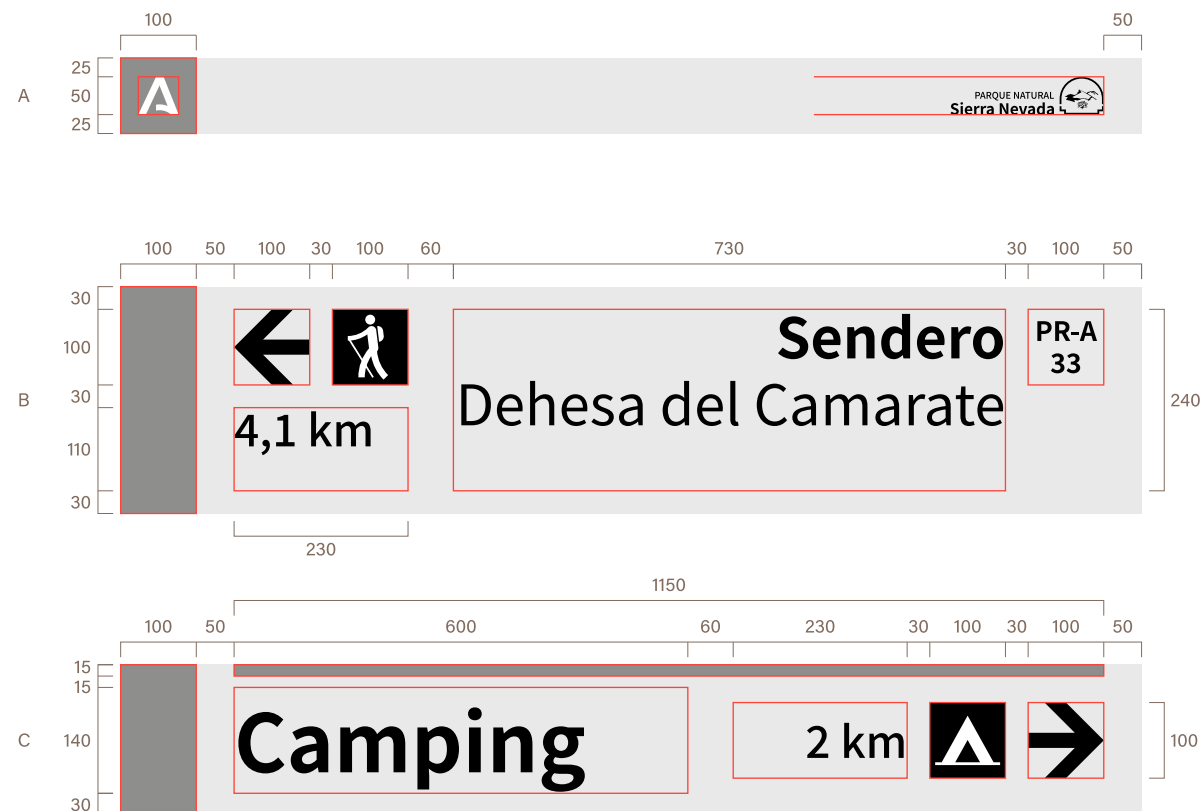 100 50
25
A 50
25
PARQUE NATURAL
Sierra Nevada
100 50 100 30 100 60 730 30 100 50
30
100
30
B
110
30
Sendero
Dehesa del Camarate
PR-A
33
4,1 km
240
230
1150
100 50 600 60 230 30 100 30 100 50
15
15
C 140
30
Camping
2 km
100